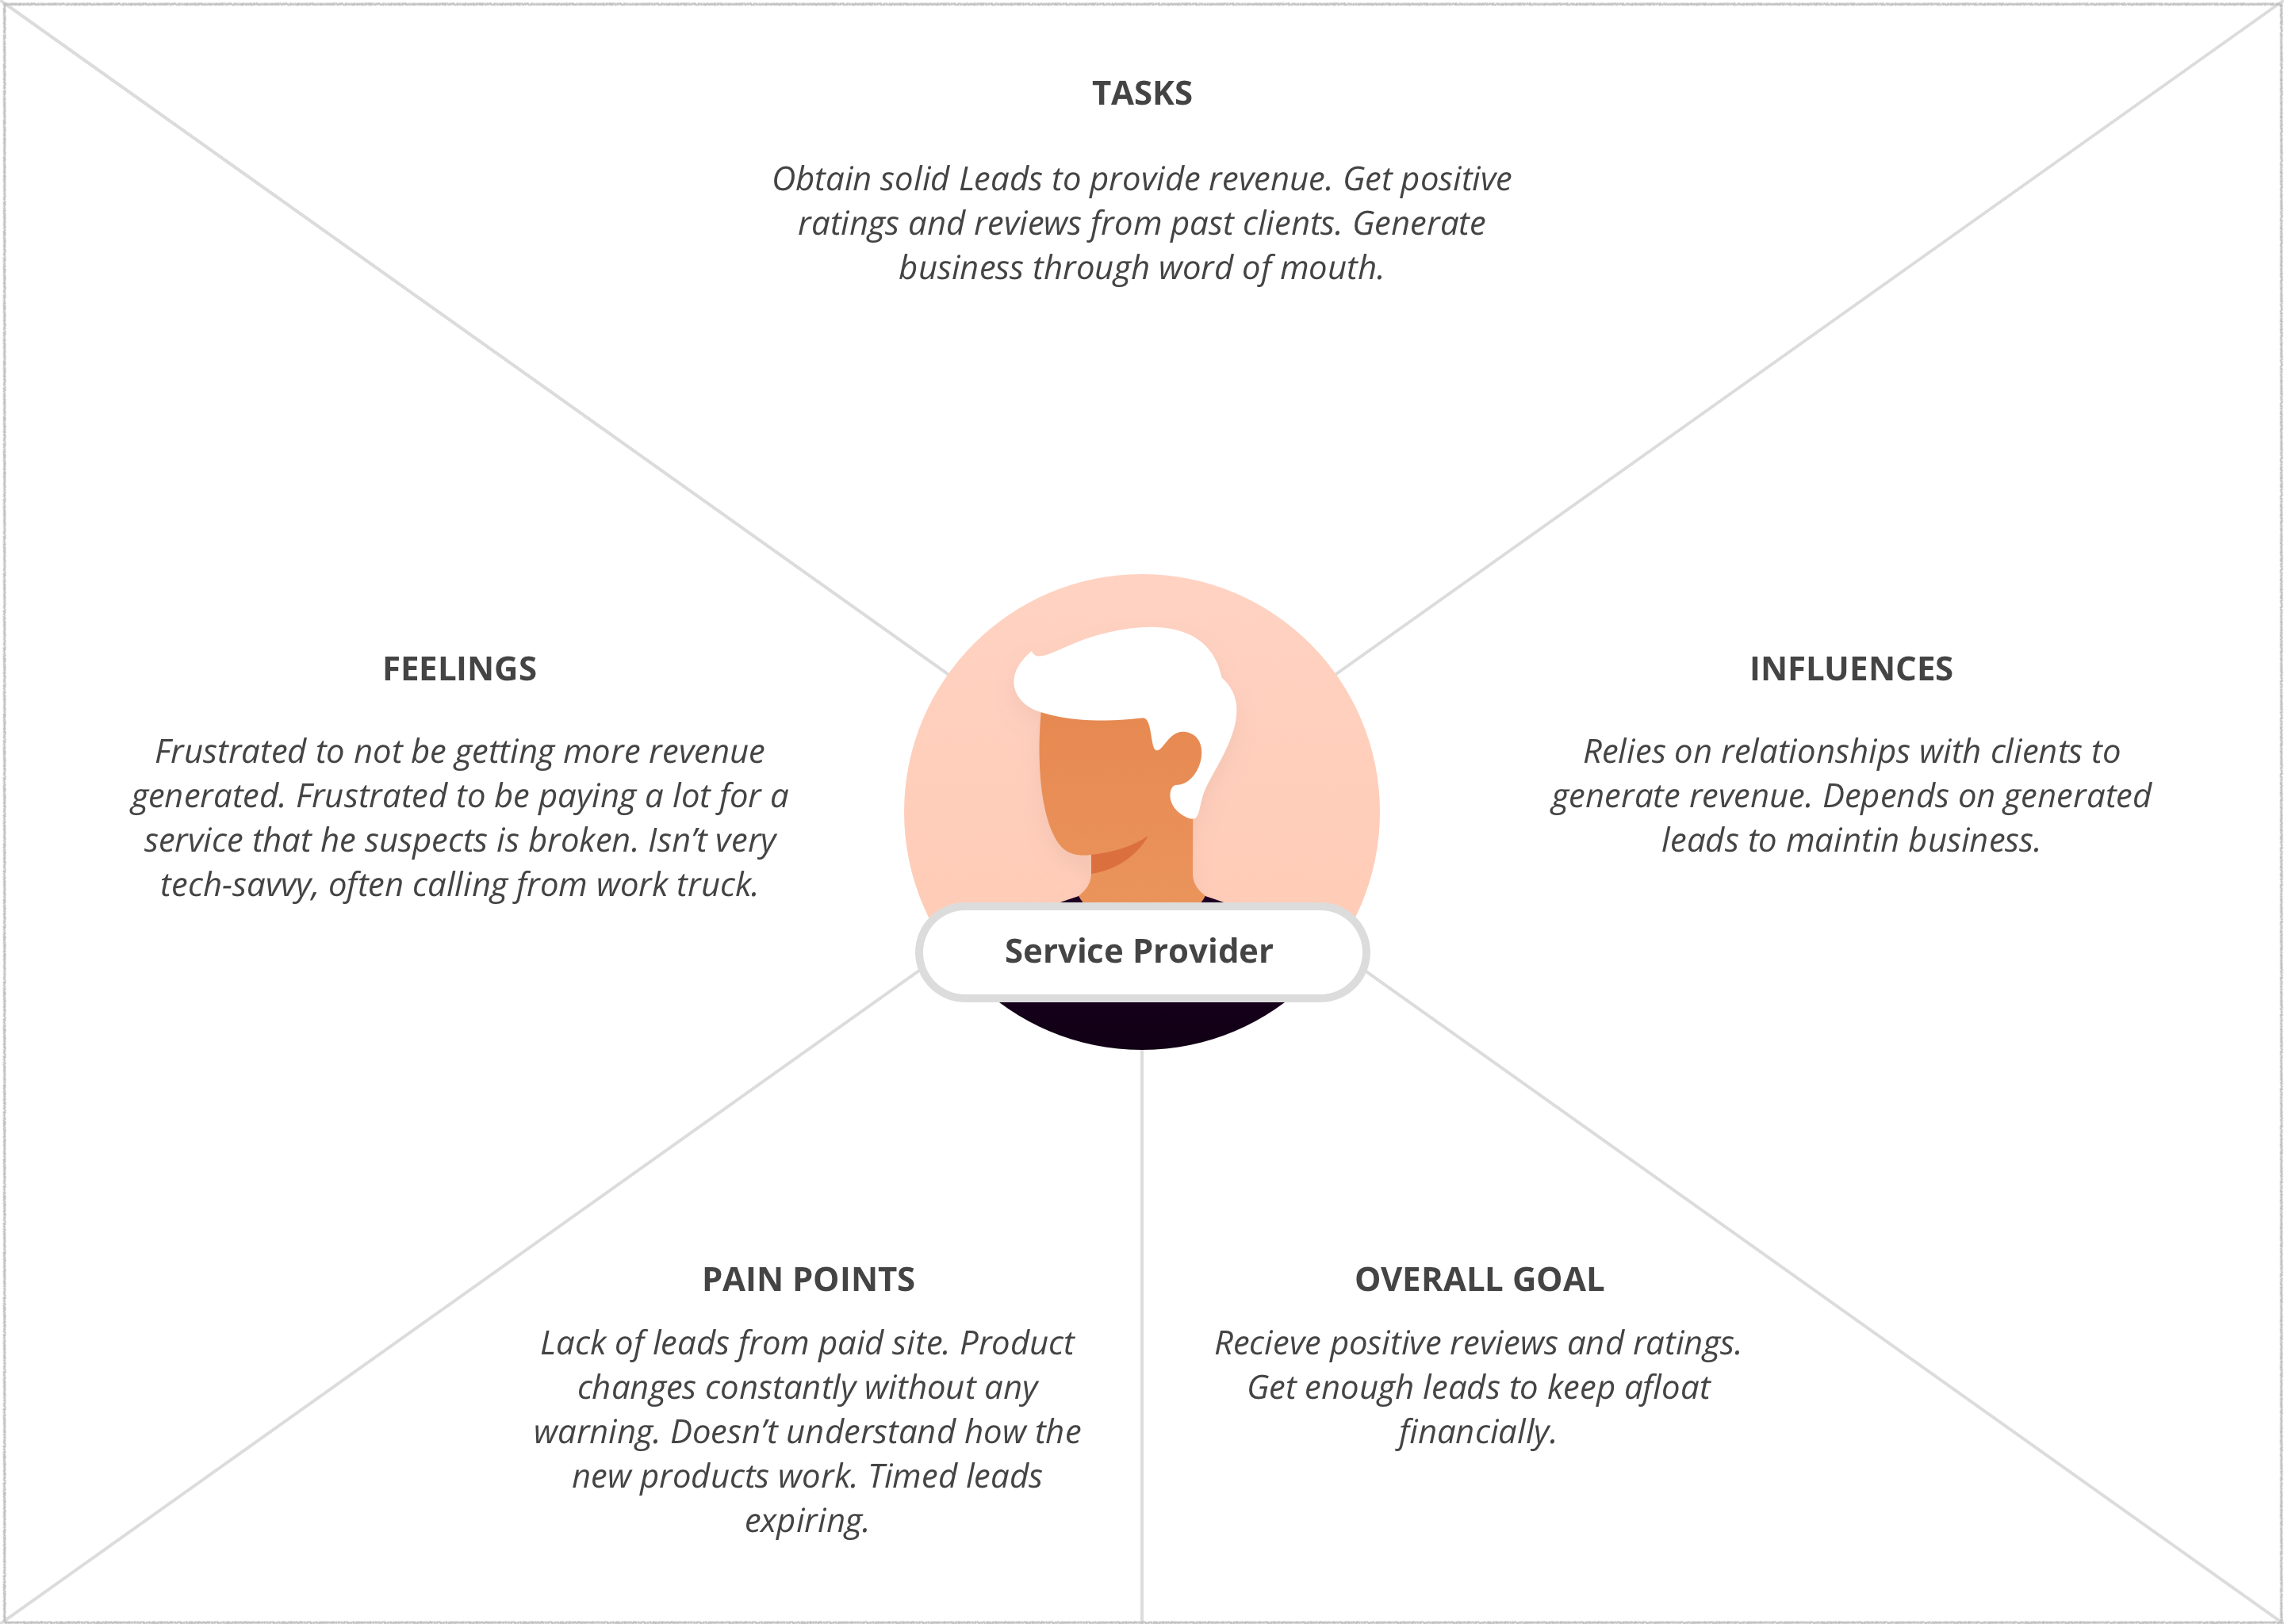 TASKS
Obtain solid Leads to provide revenue. Get positive
ratings and reviews from past clients. Generate
business through word of mouth.
FEELINGS
Frustrated to not be getting more revenue
generated. Frustrated to be paying a lot for a
service that he suspects is broken. Isn’t very
tech-savvy, often calling from work truck.
INFLUENCES
Relies on relationships with clients to
generate revenue. Depends on generated
leads to maintin business.
Service Provider
PAIN POINTS
Lack of leads from paid site. Product
changes constantly without any
warning. Doesn’t understand how the
new products work. Timed leads
expiring.
OVERALL GOAL
Recieve positive reviews and ratings.
Get enough leads to keep afloat
financially.